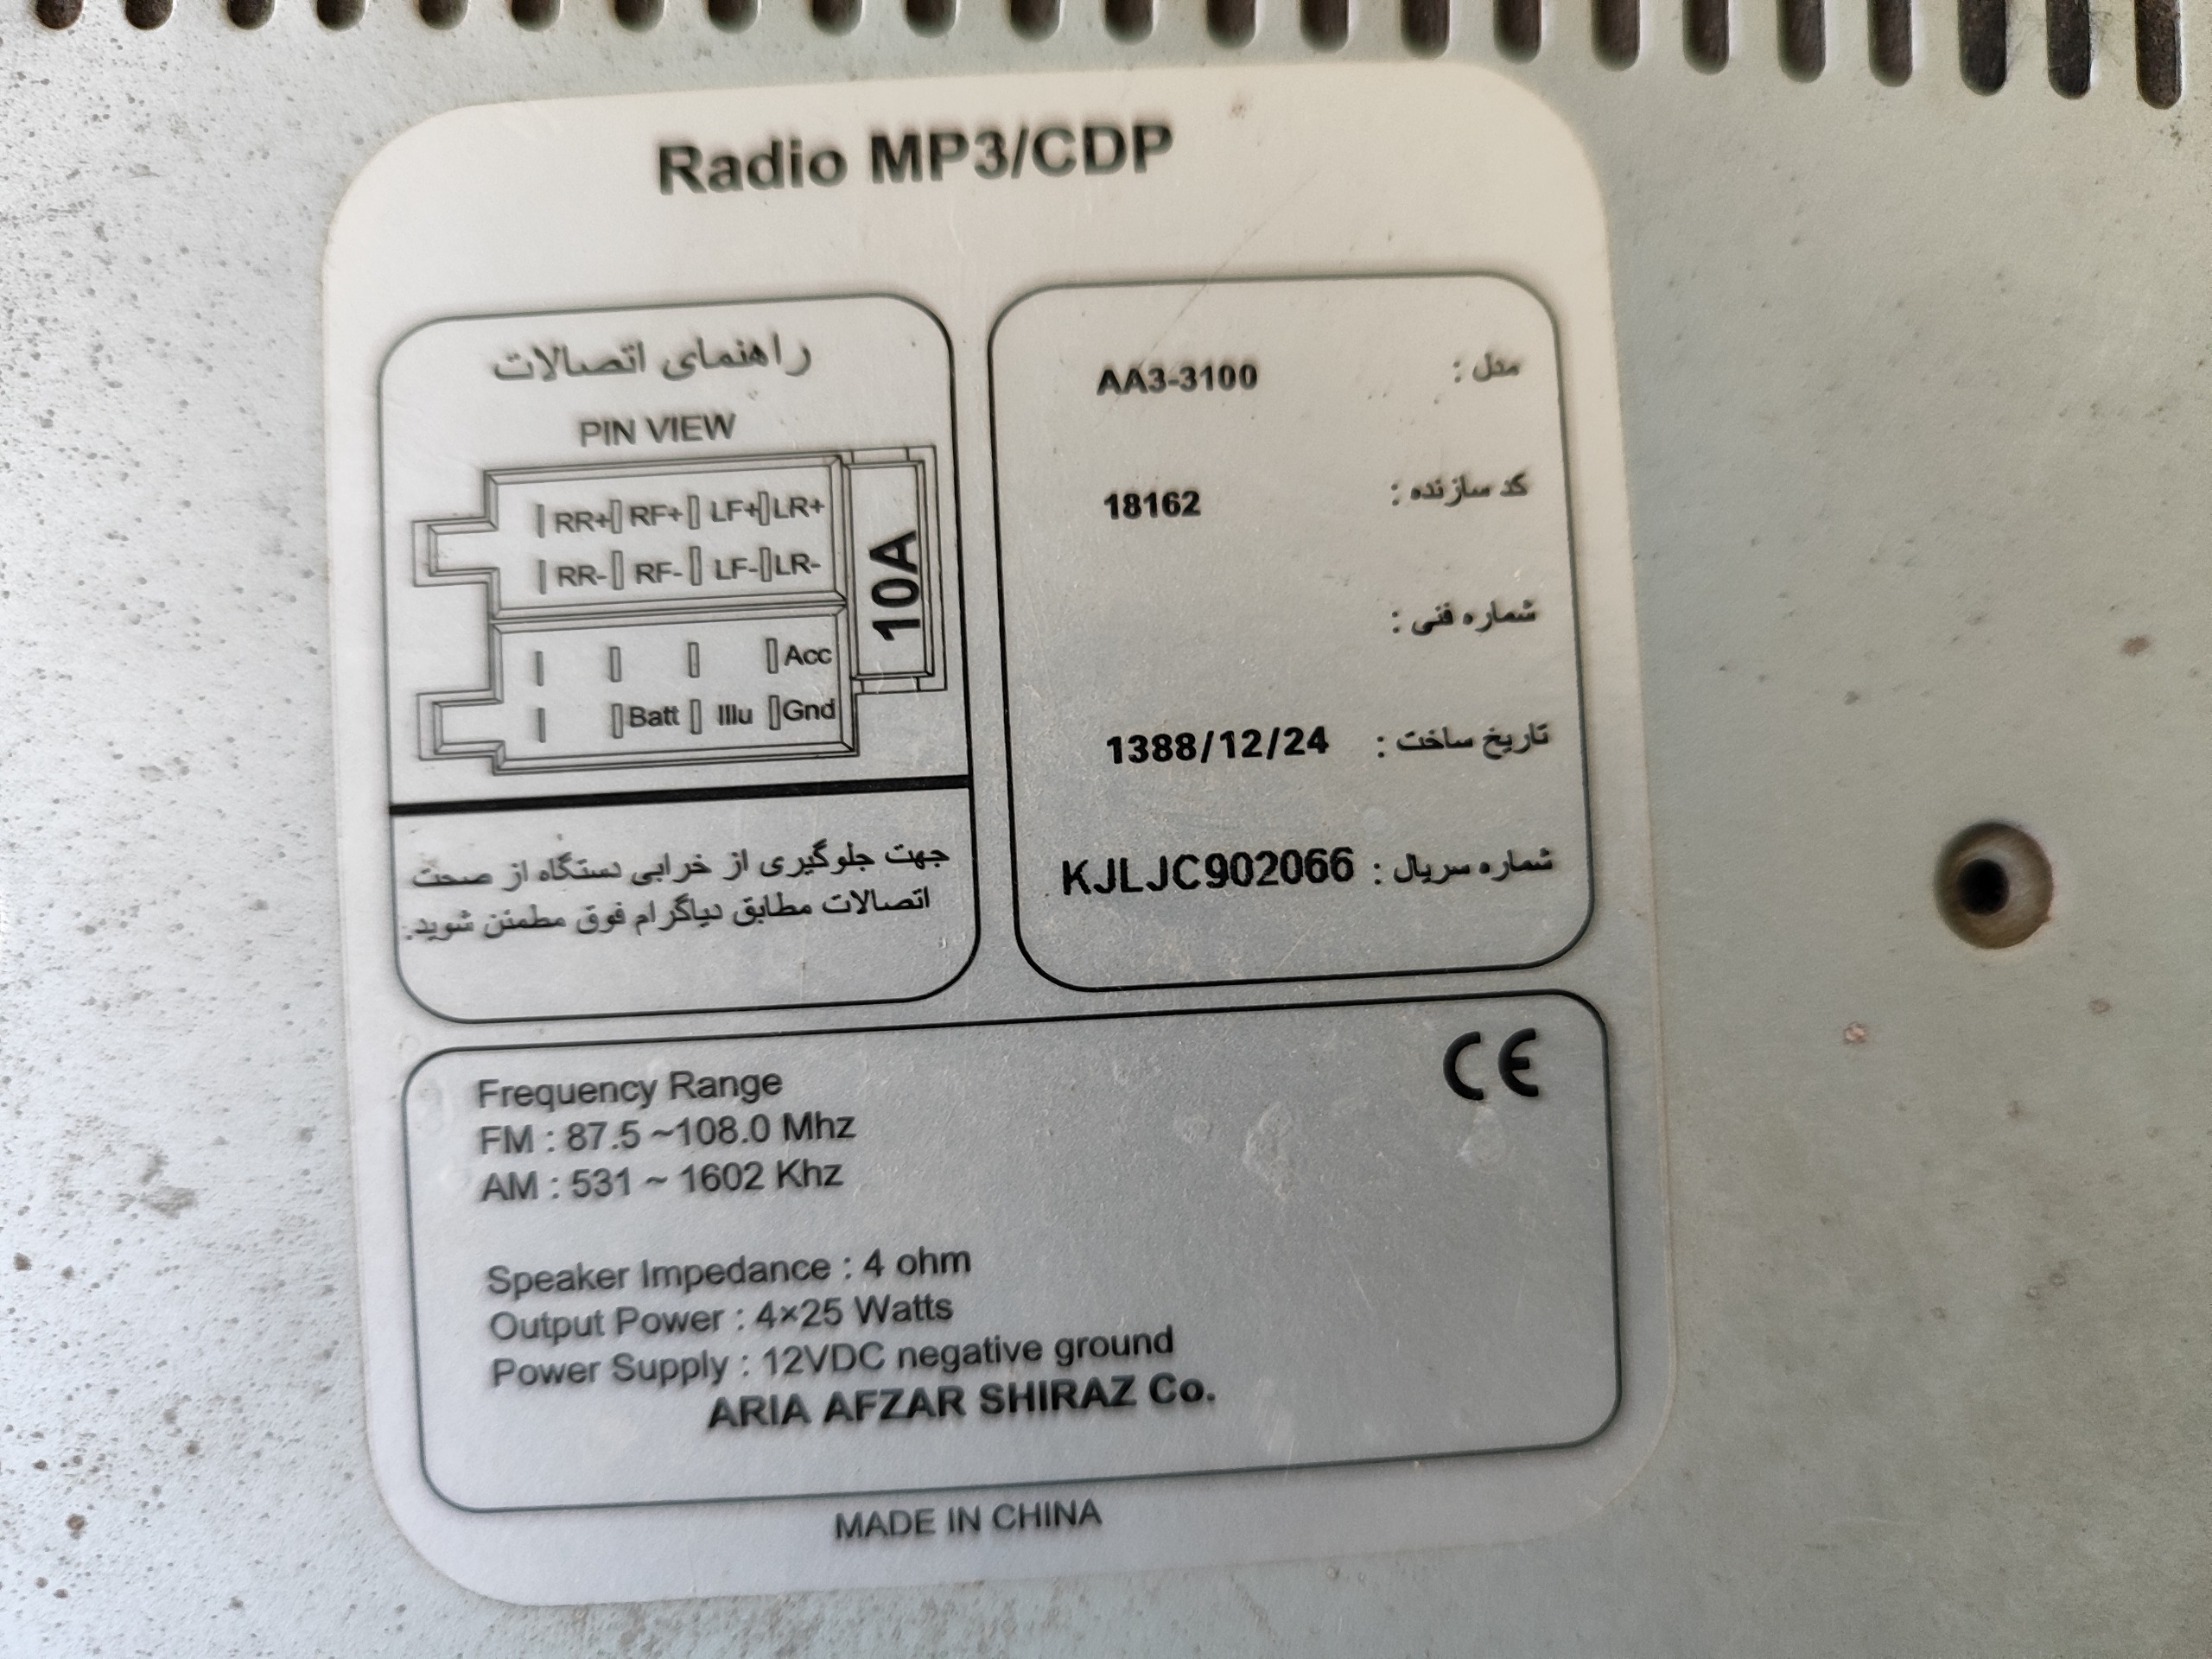 Radio MP3/CDP
راهنمای اتصالات
PIN VIEW
RR+ RF+ LF+ LR+
RR- RF- LF- LR-
Acc
Batt Illu Gnd
10A
جهت جلوگیری از خرابی دستگاه از صحت
اتصالات مطابق دیاگرام فوق مطمئن شوید.
مدل : AA3-3100
کد سازنده : 18162
شماره فنی :
تاریخ ساخت : 1388/12/24
شماره سریال : KJLJC902066
CE
Frequency Range
FM : 87.5 ~108.0 Mhz
AM : 531 ~ 1602 Khz
Speaker Impedance : 4 ohm
Output Power : 4×25 Watts
Power Supply : 12VDC negative ground
ARIA AFZAR SHIRAZ Co.
MADE IN CHINA